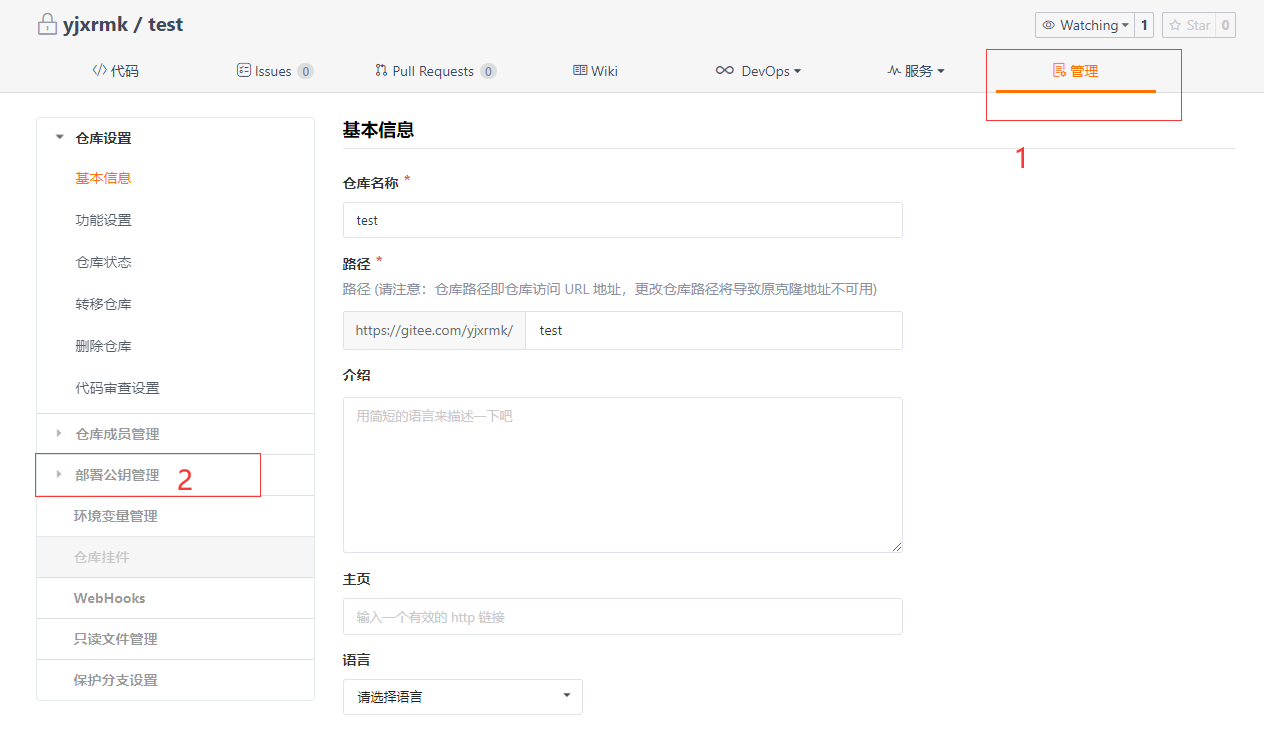 yjxrmk / test
Watching 1 Star 0
代码 Issues 0 Pull Requests 0 Wiki DevOps 服务 管理
1
仓库设置
基本信息
功能设置
仓库状态
转移仓库
删除仓库
代码审查设置
仓库成员管理
部署公钥管理 2
环境变量管理
仓库挂件
WebHooks
只读文件管理
保护分支设置
基本信息
仓库名称 *
test
路径 *
路径 (请注意：仓库路径即仓库访问 URL 地址，更改仓库路径将导致原克隆地址不可用)
https://gitee.com/yjxrmk/ test
介绍
用简短的语言来描述一下吧
主页
输入一个有效的 http 链接
语言
请选择语言